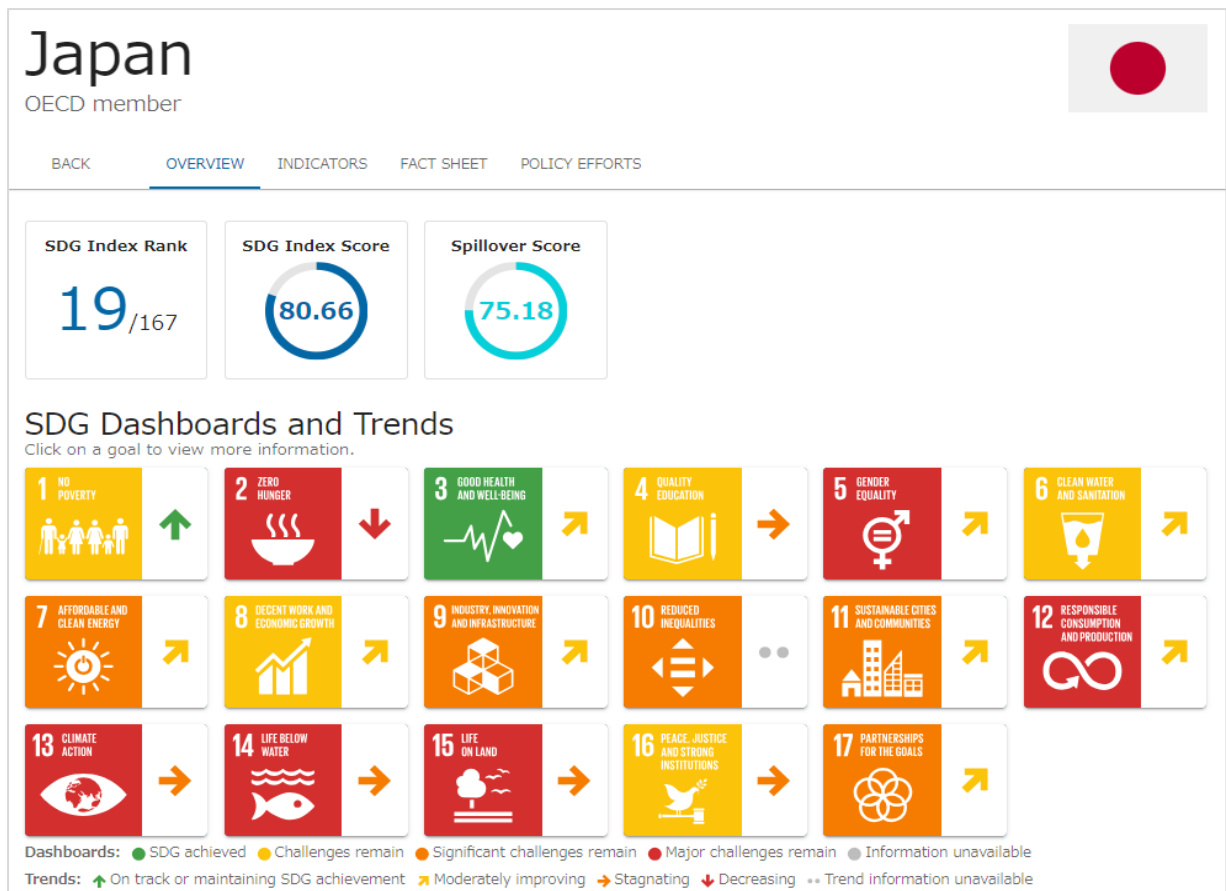 Japan
OECD member
BACK OVERVIEW INDICATORS FACT SHEET POLICY EFFORTS
SDG Index Rank
19/167
SDG Index Score
80.66
Spillover Score
75.18
SDG Dashboards and Trends
Click on a goal to view more information.
1 NO
POVERTY
2 ZERO
HUNGER
3 GOOD HEALTH
AND WELL-BEING
4 QUALITY
EDUCATION
5 GENDER
EQUALITY
6 CLEAN WATER
AND SANITATION
7 AFFORDABLE AND
CLEAN ENERGY
8 DECENT WORK AND
ECONOMIC GROWTH
9 INDUSTRY, INNOVATION
AND INFRASTRUCTURE
10 REDUCED
INEQUALITIES
11 SUSTAINABLE CITIES
AND COMMUNITIES
12 RESPONSIBLE
CONSUMPTION
AND PRODUCTION
13 CLIMATE
ACTION
14 LIFE BELOW
WATER
15 LIFE
ON LAND
16 PEACE, JUSTICE
AND STRONG
INSTITUTIONS
17 PARTNERSHIPS
FOR THE GOALS
Dashboards: SDG achieved Challenges remain Significant challenges remain Major challenges remain Information unavailable
Trends: On track or maintaining SDG achievement Moderately improving Stagnating Decreasing Trend information unavailable